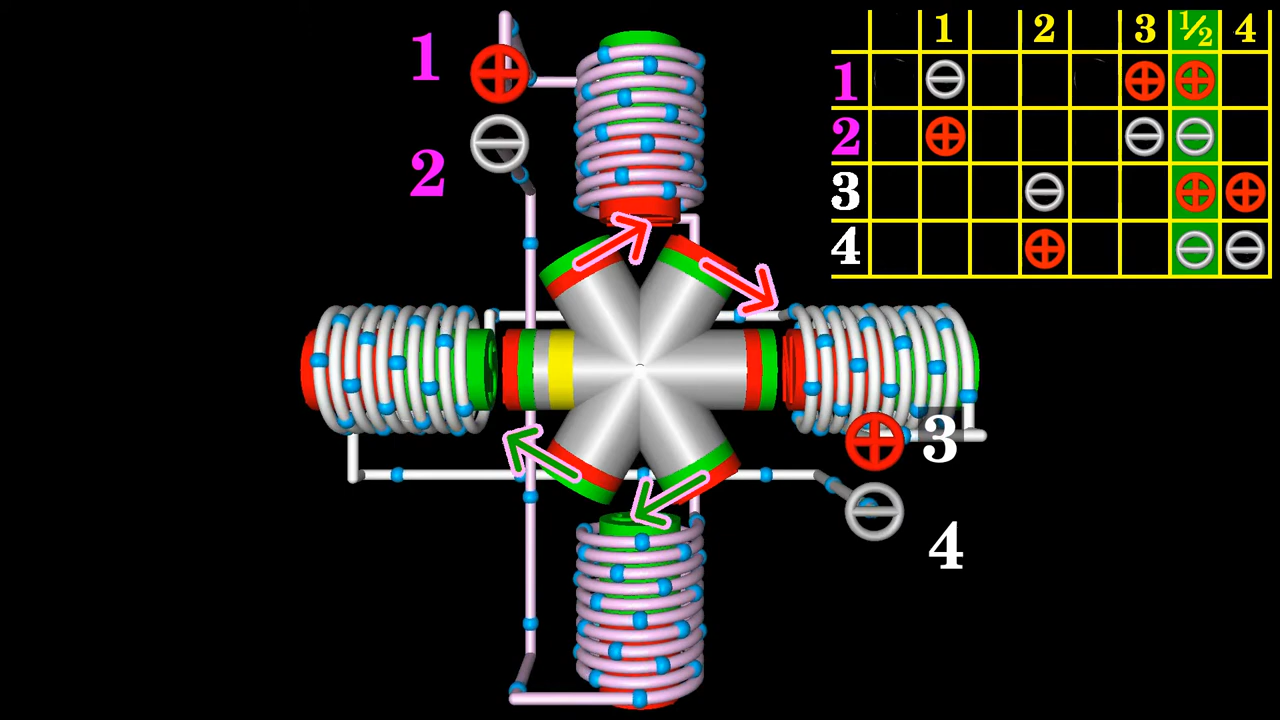 1
2
3
4
1 2 3 ½ 4
1 ⊖ ⊕ ⊕
2 ⊕ ⊖ ⊖
3 ⊖ ⊕ ⊕
4 ⊕ ⊖ ⊖